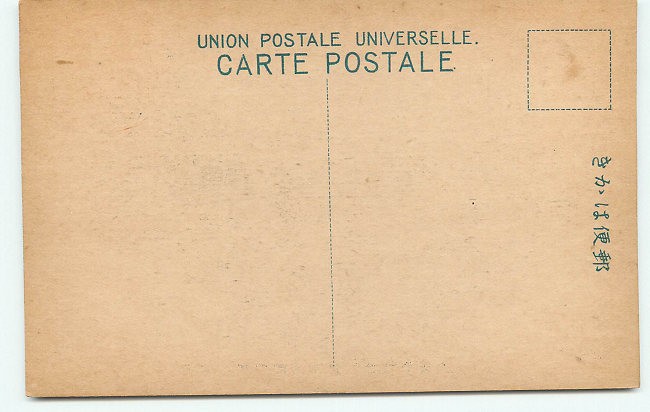 UNION POSTALE UNIVERSELLE.
CARTE POSTALE
郵便はかき